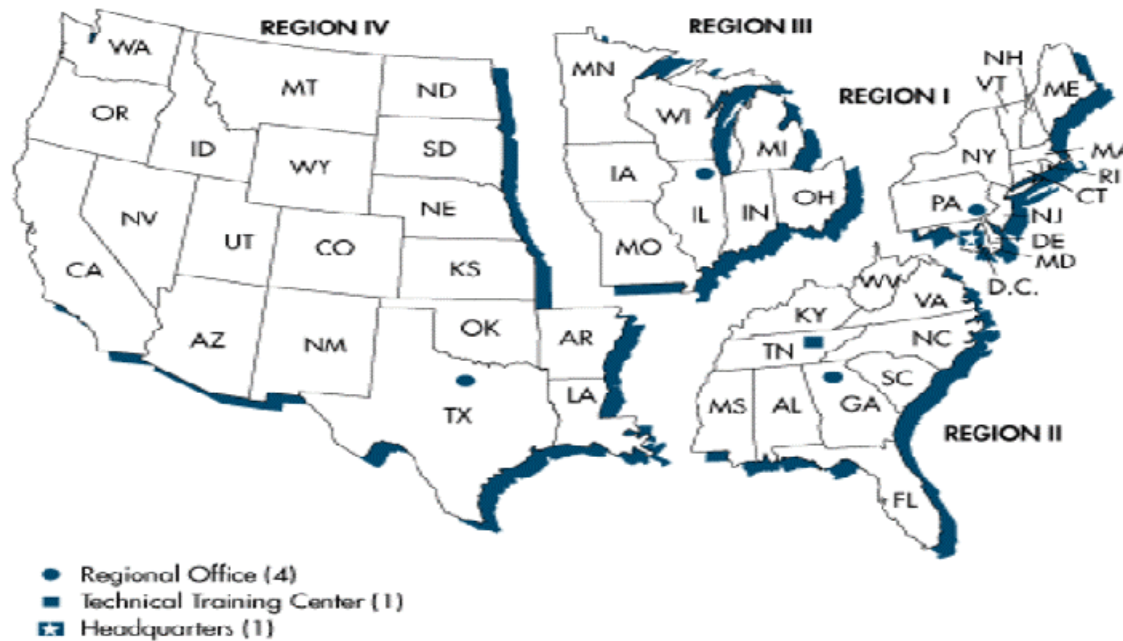 REGION IV
REGION III
REGION I
REGION II
WA
MT
ND
OR
ID
SD
WY
NE
NV
UT
CO
KS
CA
AZ
NM
OK
AR
TX
LA
MN
WI
MI
IA
IL
IN
OH
MO
NH
VT
ME
NY
MA
RI
CT
PA
NJ
DE
MD
D.C.
WV
VA
KY
NC
TN
SC
MS
AL
GA
FL
Regional Office (4)
Technical Training Center (1)
Headquarters (1)